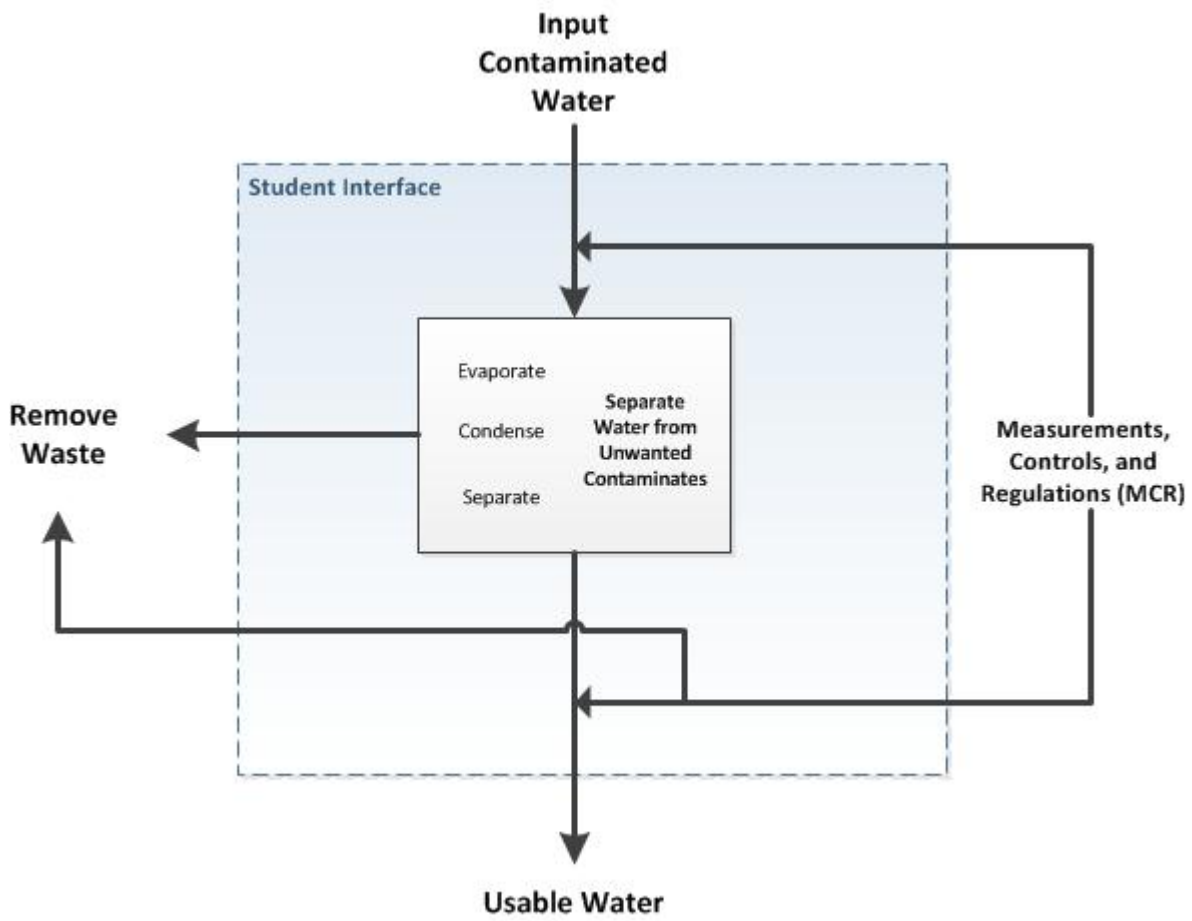 Input
Contaminated
Water
Student Interface
Evaporate
Condense
Separate
Separate
Water from
Unwanted
Contaminates
Remove
Waste
Measurements,
Controls, and
Regulations (MCR)
Usable Water